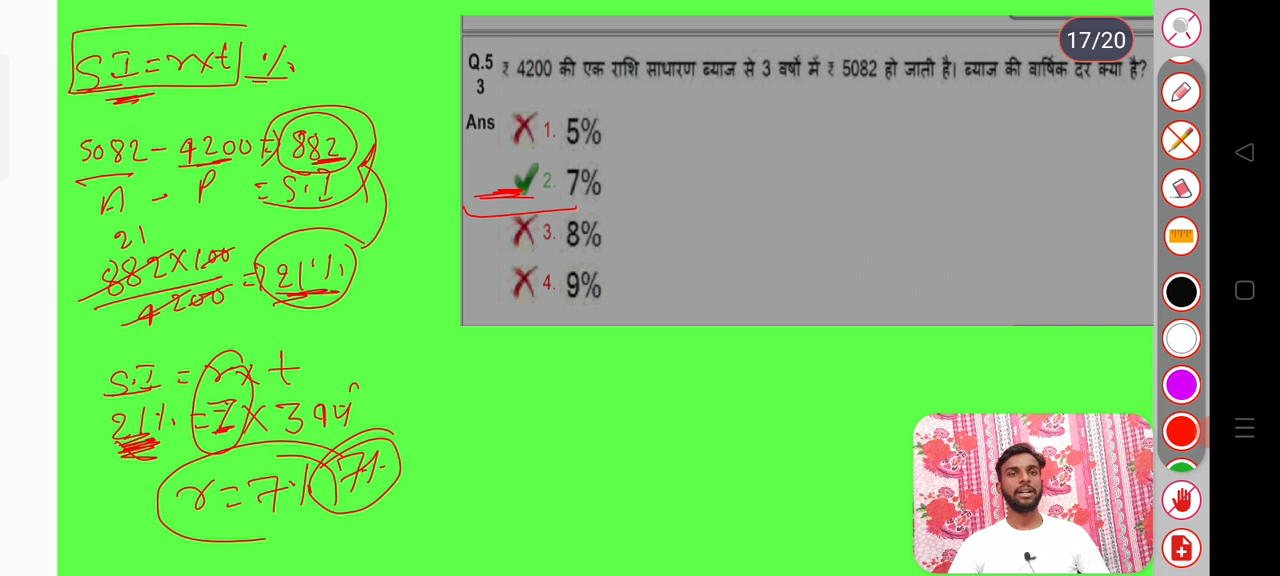 SI = r×t %
5082 - 4200 = 882
A - P = S.I
21
882×100
4200
= 21%
S.I = r× t
21% = 7 × 3 वर्ष
r = 7% 7%
17/20
Q.5 ₹ 4200 की एक राशि साधारण ब्याज से 3 वर्षों में ₹ 5082 हो जाती है। ब्याज की वार्षिक दर क्या है?
3
Ans 1. 5%
2. 7%
3. 8%
4. 9%